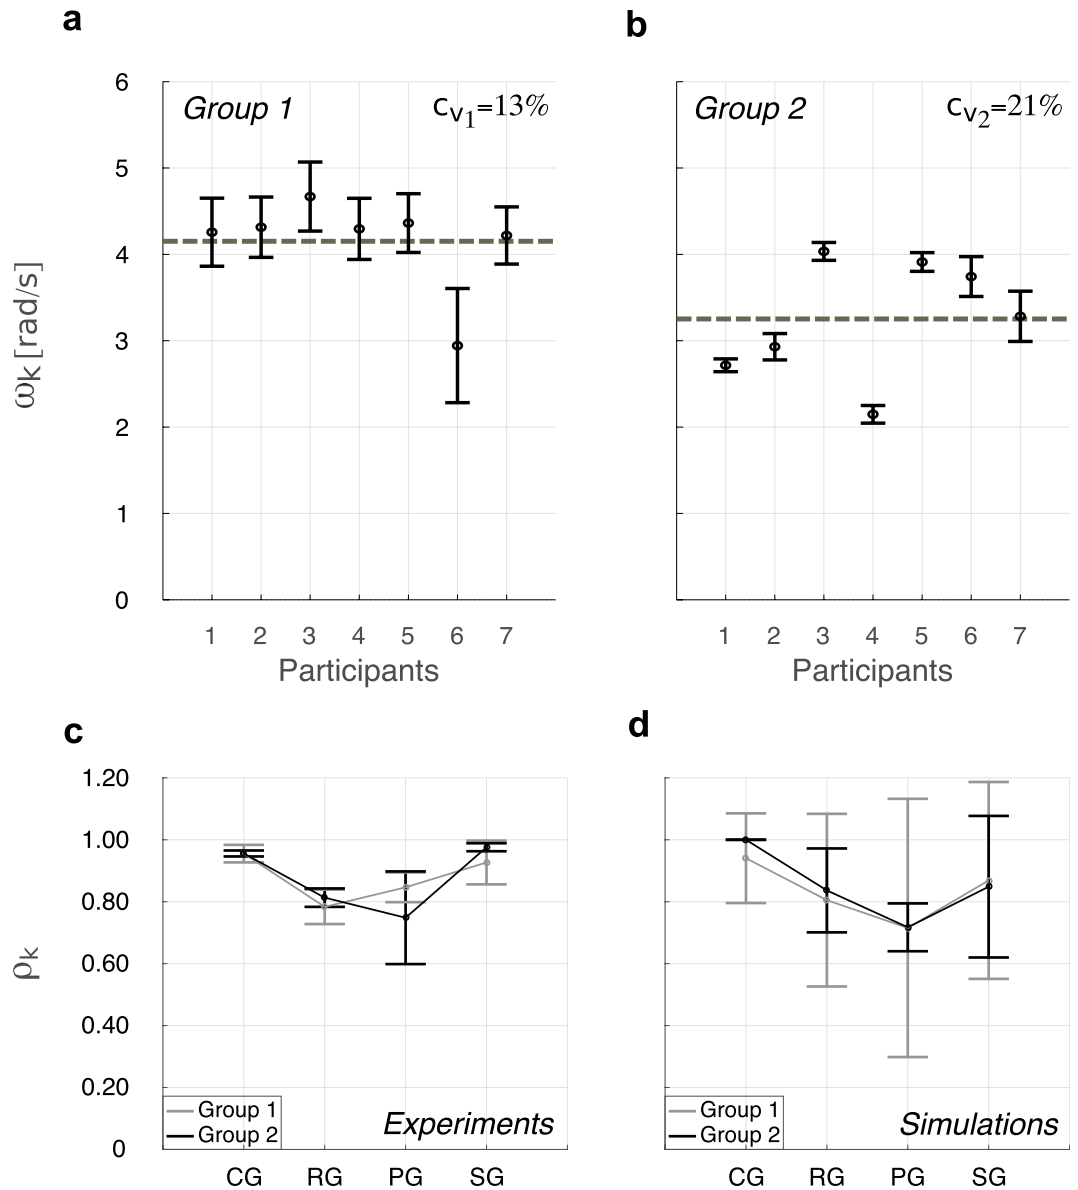 a
b
Group 1
cv1=13%
Group 2
cv2=21%
6
5
4
3
2
1
0
ωk [rad/s]
1 2 3 4 5 6 7
Participants
1 2 3 4 5 6 7
Participants
c
d
1.20
1.00
0.80
0.60
0.40
0.20
0
ρk
Group 1
Group 2
Experiments
CG RG PG SG
Group 1
Group 2
Simulations
CG RG PG SG